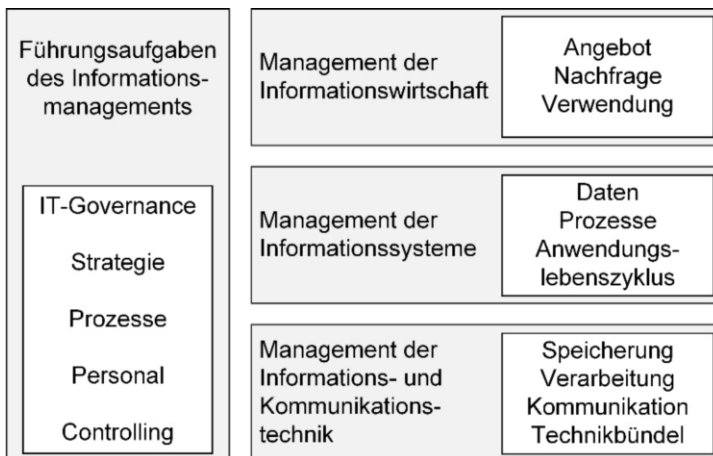 Führungsaufgaben
des Informations-
managements
IT-Governance
Strategie
Prozesse
Personal
Controlling
Management der
Informationswirtschaft
Angebot
Nachfrage
Verwendung
Management der
Informationssysteme
Daten
Prozesse
Anwendungs-
lebenszyklus
Management der
Informations- und
Kommunikations-
technik
Speicherung
Verarbeitung
Kommunikation
Technikbündel